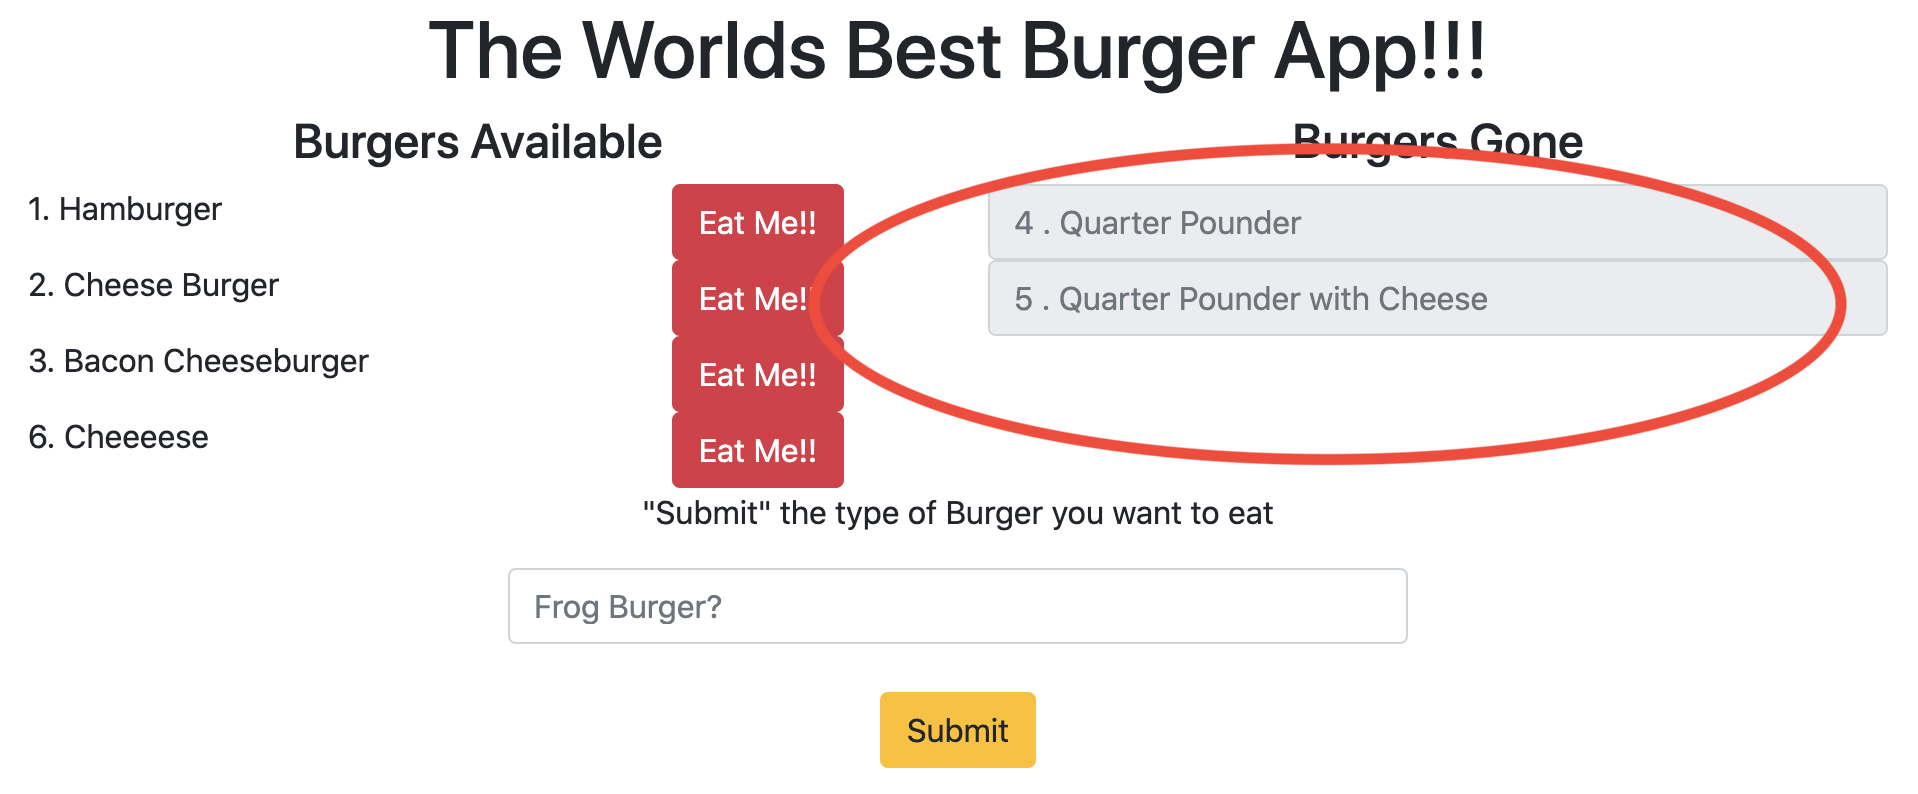 The Worlds Best Burger App!!!
Burgers Available
1. Hamburger
Eat Me!!
2. Cheese Burger
Eat Me!!
3. Bacon Cheeseburger
Eat Me!!
6. Cheeeese
Eat Me!!
Burgers Gone
4 . Quarter Pounder
5 . Quarter Pounder with Cheese
"Submit" the type of Burger you want to eat
Frog Burger?
Submit